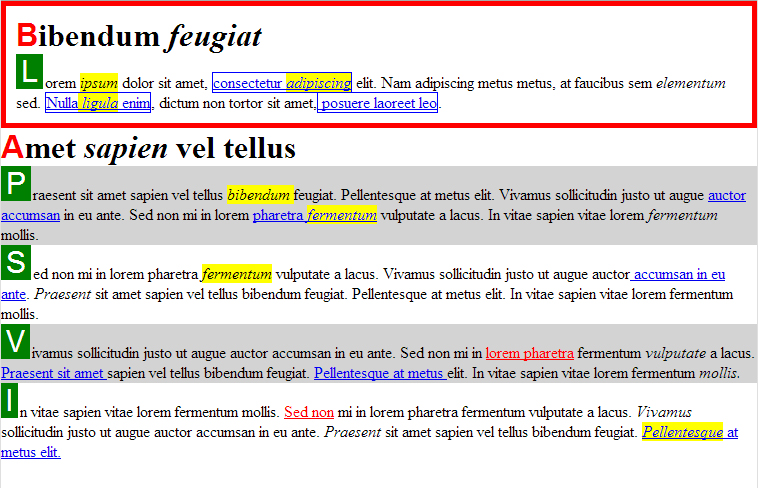 Bibendum feugiat
Lorem ipsum dolor sit amet, consectetur adipiscing elit. Nam adipiscing metus metus, at faucibus sem elementum
sed. Nulla ligula enim, dictum non tortor sit amet, posuere laoreet leo.
Amet sapien vel tellus
Praesent sit amet sapien vel tellus bibendum feugiat. Pellentesque at metus elit. Vivamus sollicitudin justo ut augue auctor
accumsan in eu ante. Sed non mi in lorem pharetra fermentum vulputate a lacus. In vitae sapien vitae lorem fermentum
mollis.
Sed non mi in lorem pharetra fermentum vulputate a lacus. Vivamus sollicitudin justo ut augue auctor accumsan in eu
ante. Praesent sit amet sapien vel tellus bibendum feugiat. Pellentesque at metus elit. In vitae sapien vitae lorem fermentum
mollis.
Vivamus sollicitudin justo ut augue auctor accumsan in eu ante. Sed non mi in lorem pharetra fermentum vulputate a lacus.
Praesent sit amet sapien vel tellus bibendum feugiat. Pellentesque at metus elit. In vitae sapien vitae lorem fermentum mollis.
In vitae sapien vitae lorem fermentum mollis. Sed non mi in lorem pharetra fermentum vulputate a lacus. Vivamus
sollicitudin justo ut augue auctor accumsan in eu ante. Praesent sit amet sapien vel tellus bibendum feugiat. Pellentesque at
metus elit.